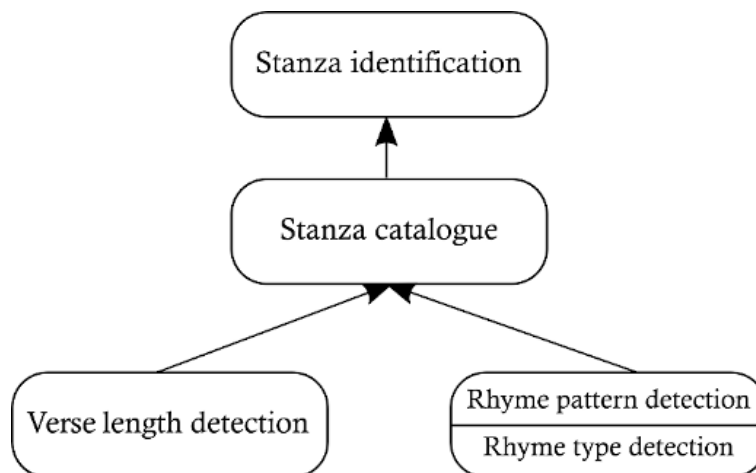 Stanza identification
Stanza catalogue
Verse length detection
Rhyme pattern detection
Rhyme type detection